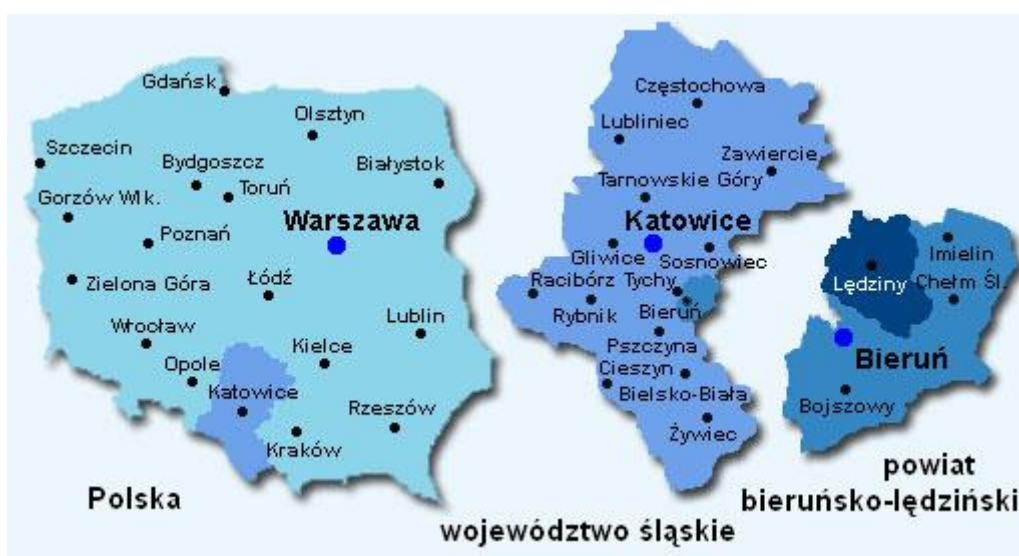 Gdańsk
Olsztyn
Szczecin
Bydgoszcz
Białystok
Toruń
Gorzów Wlk.
Warszawa
Poznań
Zielona Góra
Łódź
Wrocław
Lublin
Opole
Kielce
Katowice
Rzeszów
Kraków
Polska
Częstochowa
Lubliniec
Zawiercie
Tarnowskie Góry
Katowice
Gliwice
Sosnowiec
Racibórz
Tychy
Rybnik
Bieruń
Pszczyna
Cieszyn
Bielsko-Biała
Żywiec
województwo śląskie
Imielin
Lędziny
Chełm Śl.
Bieruń
Bojszowy
powiat
bieruńsko-lędziński